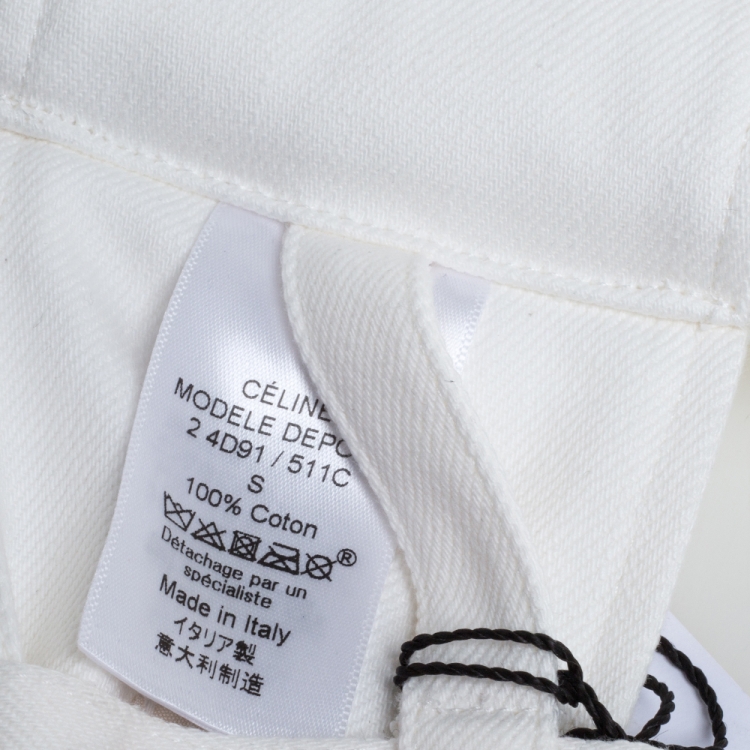 CÉLINE
MODELE DEPO
2 4D91 / 511C
S
100% Coton
®
Détachage par un
spécialiste
Made in Italy
イタリア製
意大利制造